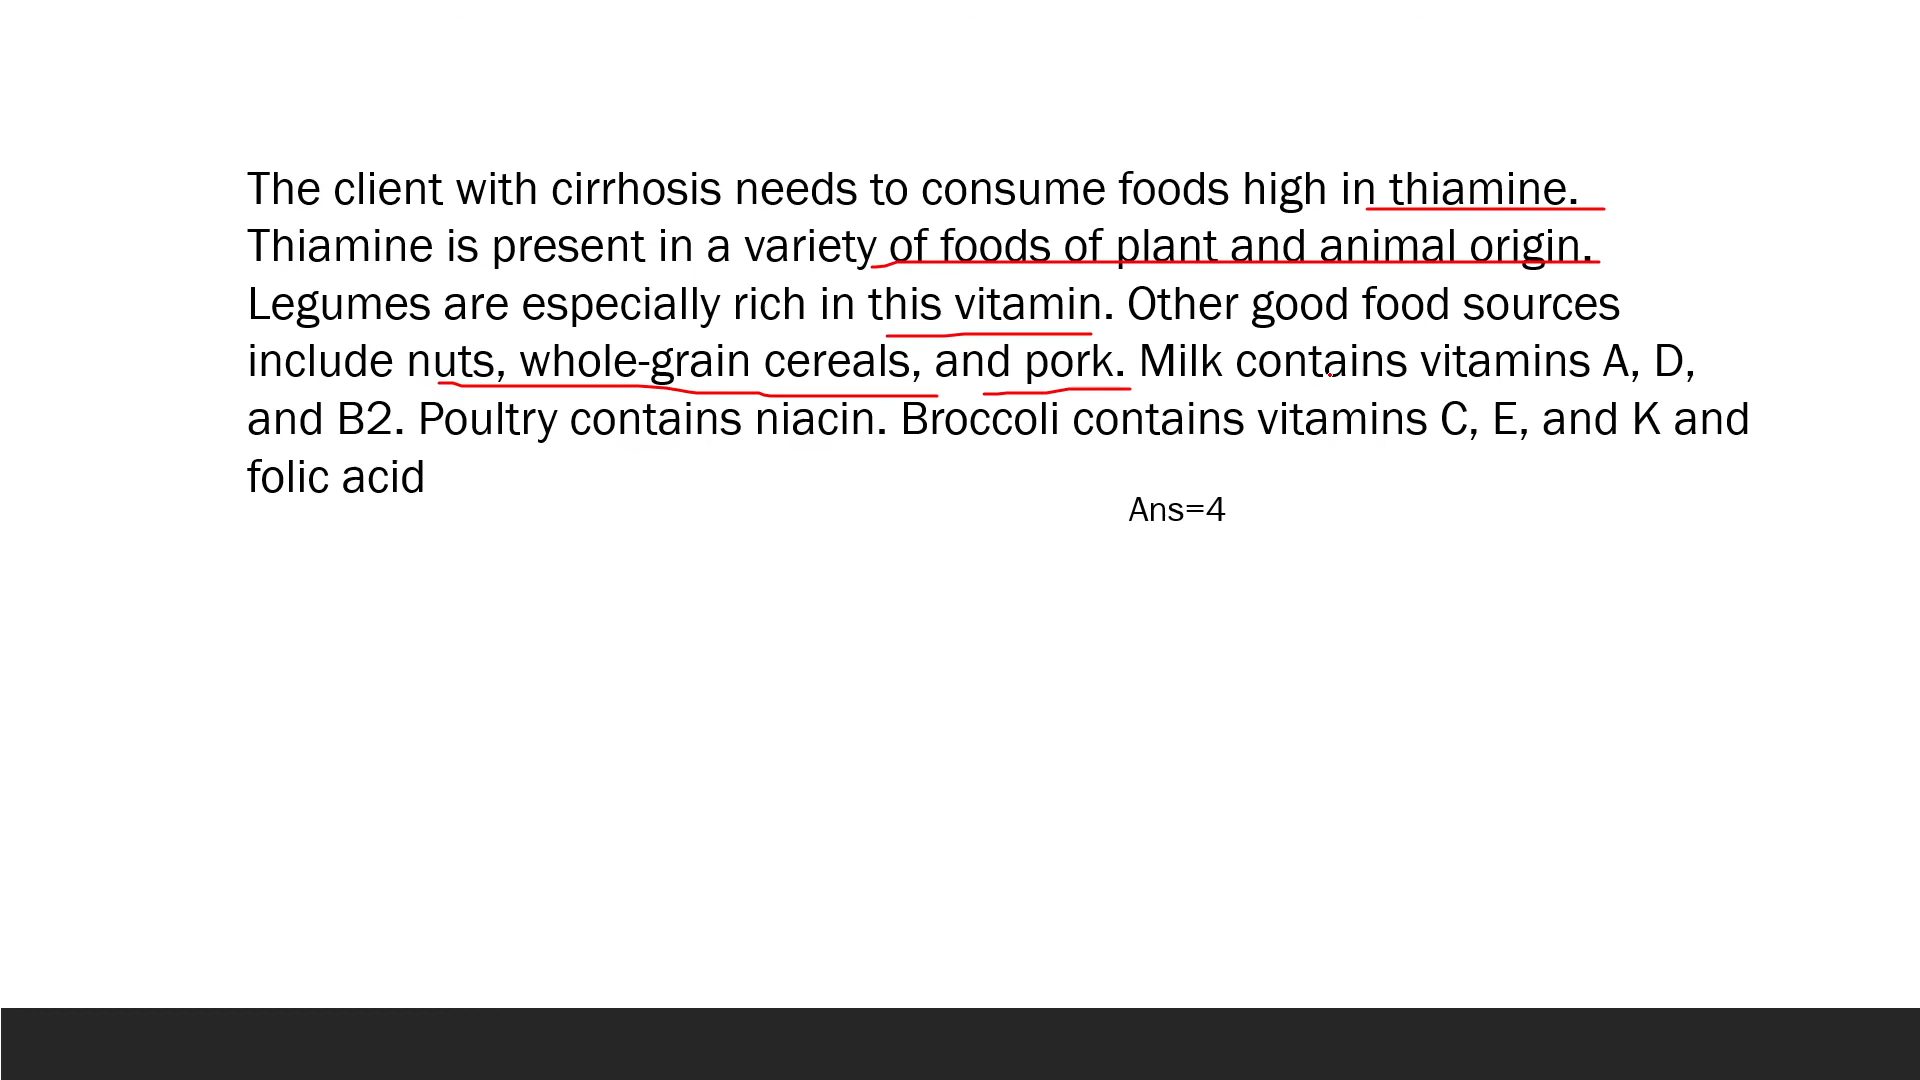 The client with cirrhosis needs to consume foods high in thiamine.
Thiamine is present in a variety of foods of plant and animal origin.
Legumes are especially rich in this vitamin. Other good food sources
include nuts, whole-grain cereals, and pork. Milk contains vitamins A, D,
and B2. Poultry contains niacin. Broccoli contains vitamins C, E, and K and
folic acid
Ans=4